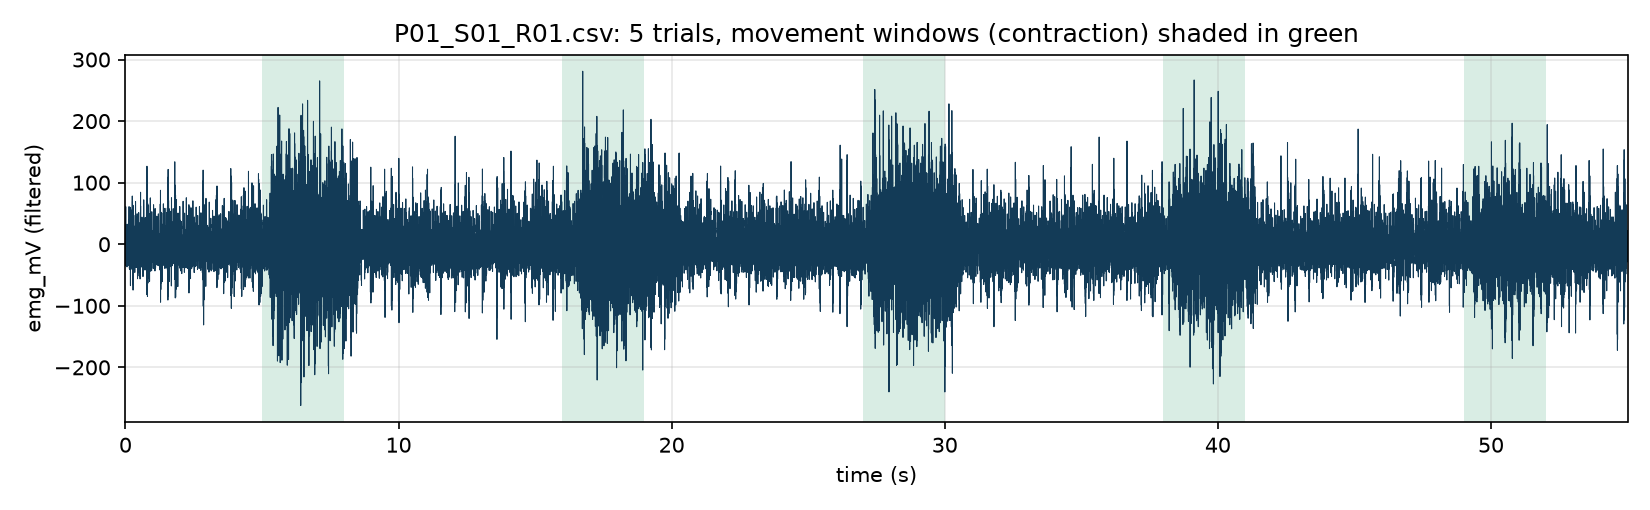 P01_S01_R01.csv: 5 trials, movement windows (contraction) shaded in green
emg_mV (filtered)
300
200
100
0
−100
−200
0 10 20 30 40 50
time (s)